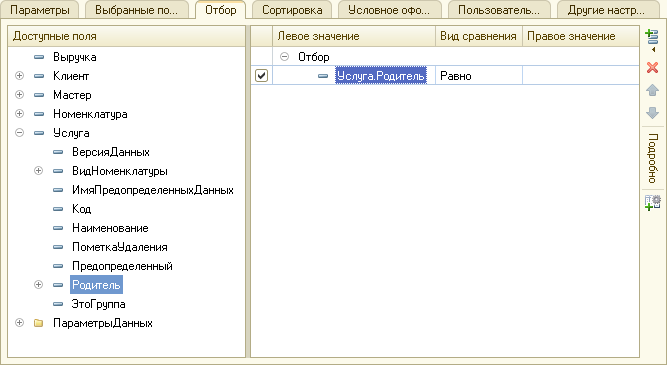 Параметры Выбранные по... Отбор Сортировка Условное офо... Пользователь... Другие настр...
Доступные поля
Выручка
Клиент
Мастер
Номенклатура
Услуга
ВерсияДанных
ВидНоменклатуры
ИмяПредопределенныхДанных
Код
Наименование
ПометкаУдаления
Предопределенный
Родитель
ЭтоГруппа
ПараметрыДанных
Левое значение Вид сравнения Правое значение
Отбор
Услуга.Родитель Равно
Подробно